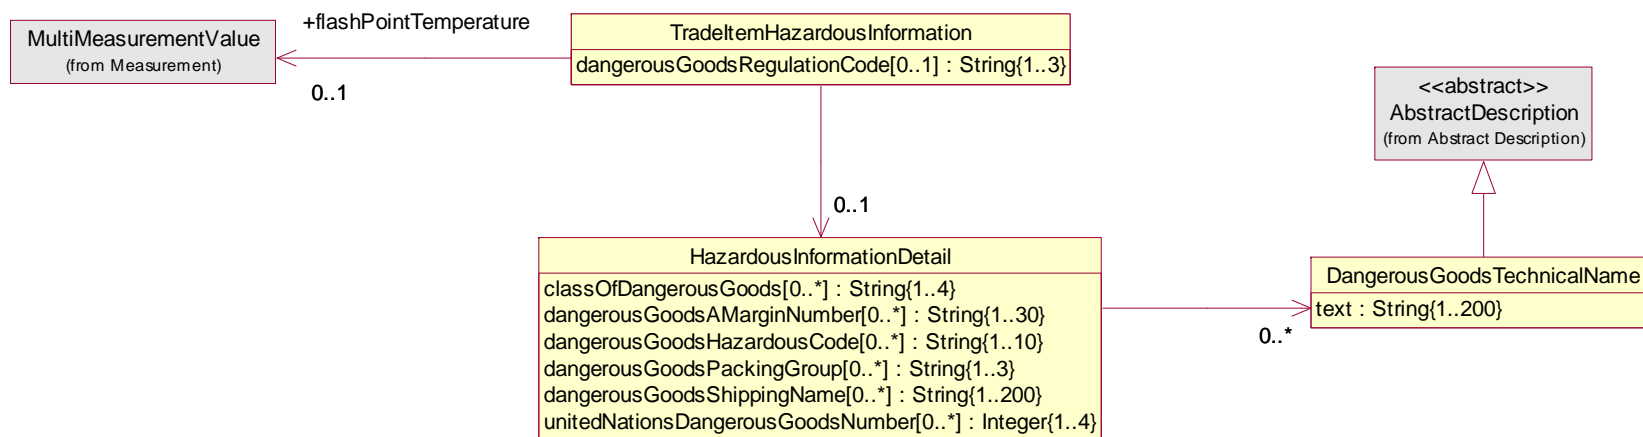 +flashPointTemperature
MultiMeasurementValue
(from Measurement)
0..1
TradeItemHazardousInformation
dangerousGoodsRegulationCode[0..1] : String{1..3}
<<abstract>>
AbstractDescription
(from Abstract Description)
0..1
HazardousInformationDetail
classOfDangerousGoods[0..*] : String{1..4}
dangerousGoodsAMarginNumber[0..*] : String{1..30}
dangerousGoodsHazardousCode[0..*] : String{1..10}
dangerousGoodsPackingGroup[0..*] : String{1..3}
dangerousGoodsShippingName[0..*] : String{1..200}
unitedNationsDangerousGoodsNumber[0..*] : Integer{1..4}
0..*
DangerousGoodsTechnicalName
text : String{1..200}